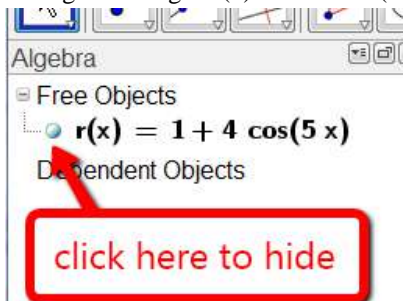 Algebra
Free Objects
r(x) = 1 + 4 cos(5 x)
Dependent Objects
click here to hide